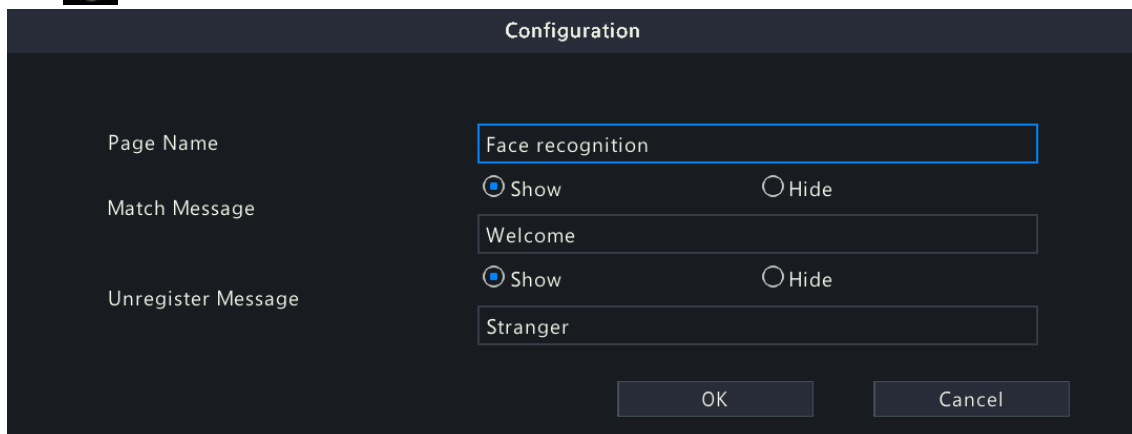 Configuration
Page Name
Face recognition
Match Message
Show Hide
Welcome
Unregister Message
Show Hide
Stranger
OK Cancel